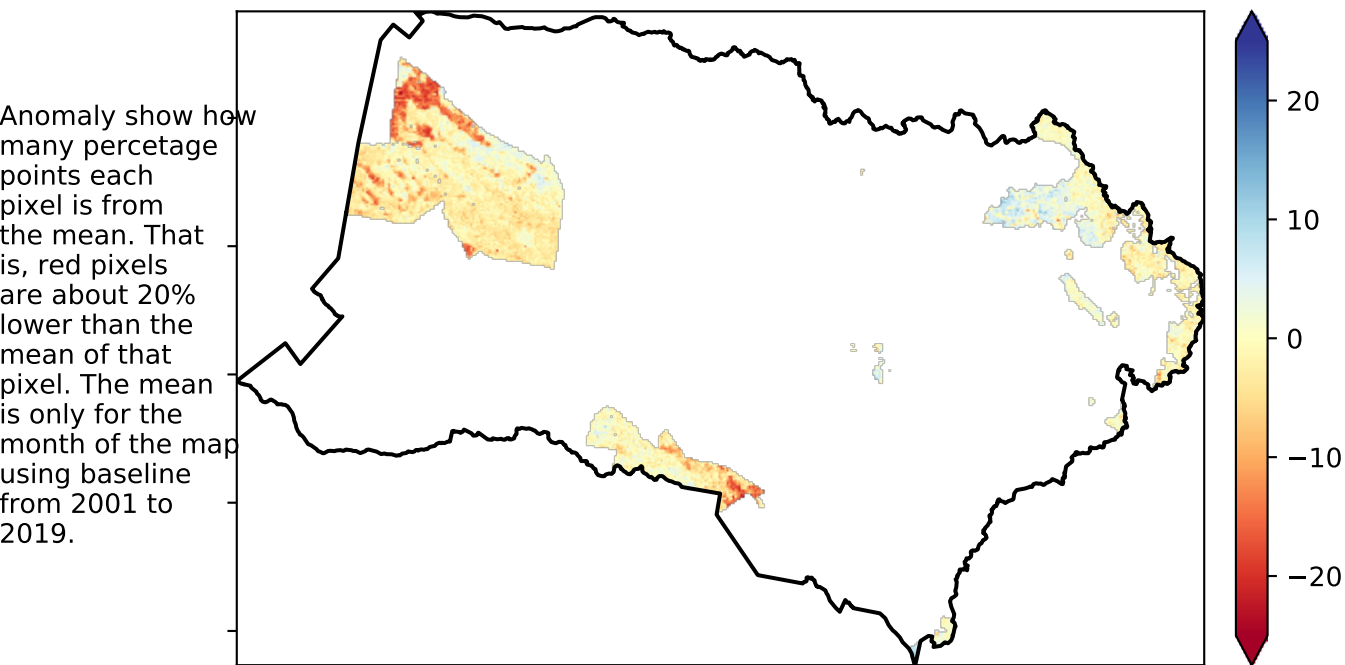 Anomaly show how
many percetage
points each
pixel is from
the mean. That
is, red pixels
are about 20%
lower than the
mean of that
pixel. The mean
is only for the
month of the map
using baseline
from 2001 to
2019.
20
10
0
−10
−20